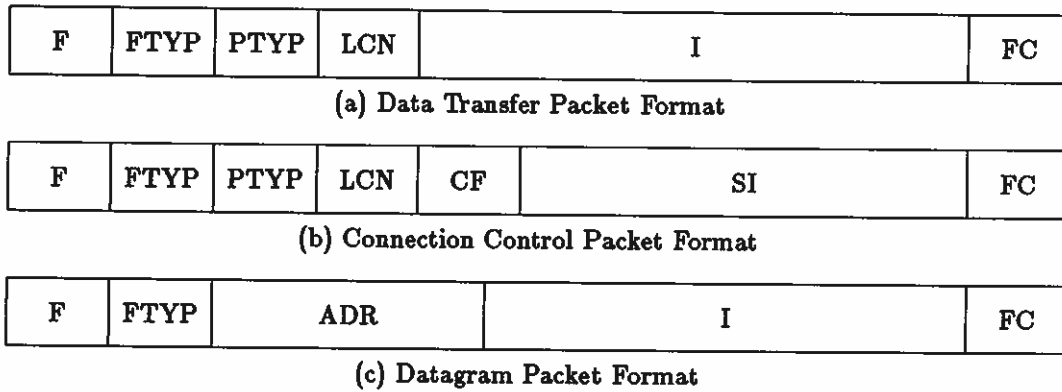 F FTYP PTYP LCN I FC
(a) Data Transfer Packet Format
F FTYP PTYP LCN CF SI FC
(b) Connection Control Packet Format
F FTYP ADR I FC
(c) Datagram Packet Format